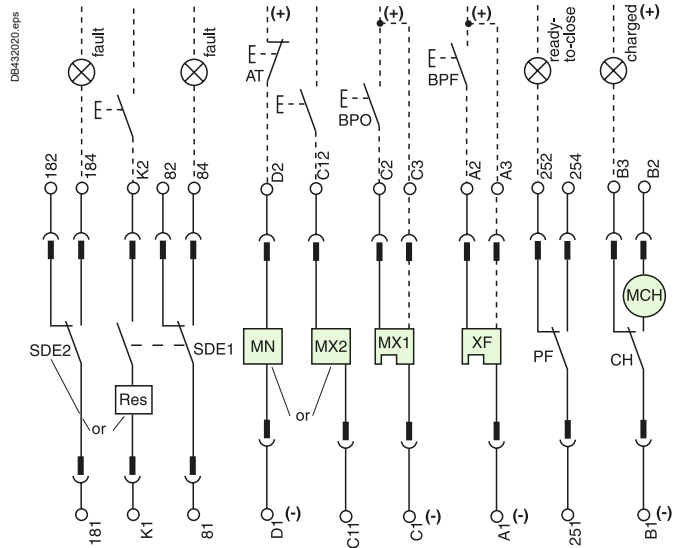 DB432020.eps
fault
fault
(+)
(+)
(+)
ready-
to-close
charged
(+)
AT
BPO
BPF
182
184
K2
82
84
D2
C12
C2
C3
A2
A3
252
254
B3
B2
MCH
SDE2
SDE1
MN
MX2
MX1
XF
PF
CH
Res
or
or
181
K1
81
D1 (-)
C11
C1 (-)
A1 (-)
251
B1 (-)